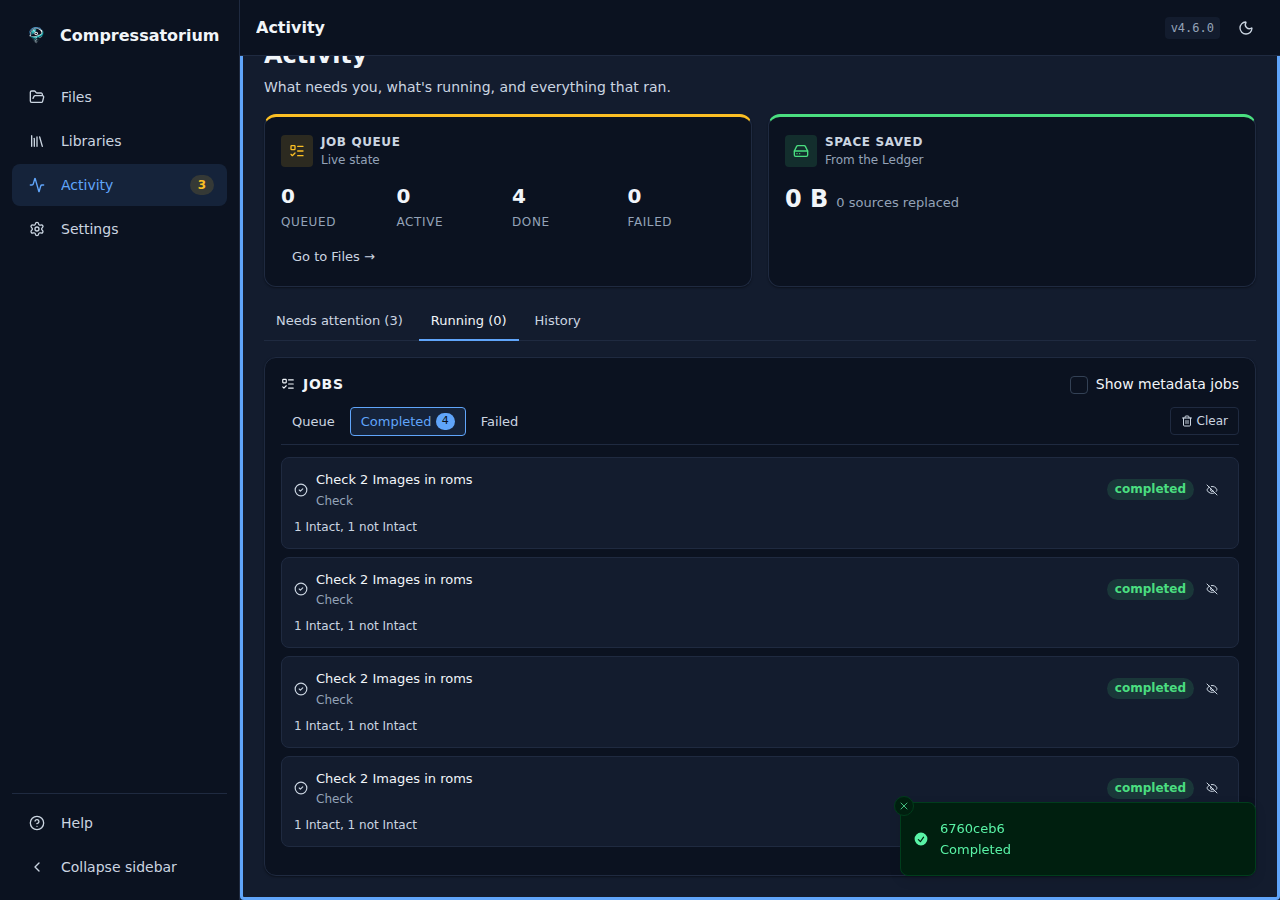 Compressatorium
Files
Libraries
Activity
3
Settings
Help
Collapse sidebar
Activity
v4.6.0
Activity
What needs you, what's running, and everything that ran.
JOB QUEUE
Live state
0
QUEUED
0
ACTIVE
4
DONE
0
FAILED
Go to Files →
SPACE SAVED
From the Ledger
0 B 0 sources replaced
Needs attention (3)
Running (0)
History
JOBS
Show metadata jobs
Queue
Completed 4
Failed
Clear
Check 2 Images in roms
Check
completed
1 Intact, 1 not Intact
Check 2 Images in roms
Check
completed
1 Intact, 1 not Intact
Check 2 Images in roms
Check
completed
1 Intact, 1 not Intact
Check 2 Images in roms
Check
completed
1 Intact, 1 not Intact
6760ceb6
Completed